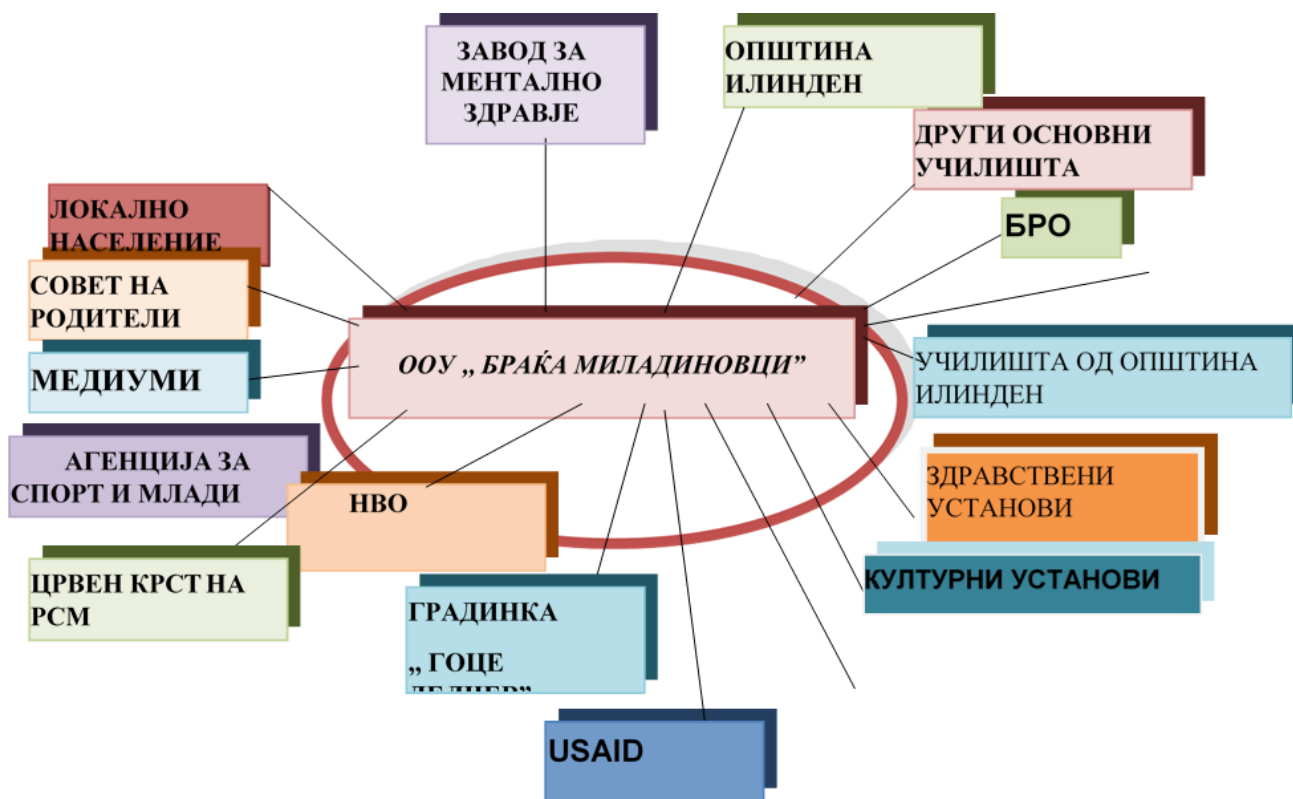 ЗАВОД ЗА
МЕНТАЛНО
ЗДРАВЈЕ
ОПШТИНА
ИЛИНДЕН
ДРУГИ ОСНОВНИ
УЧИЛИШТА
БРО
ЛОКАЛНО
НАСЕЛЕНИЕ
СОВЕТ НА
РОДИТЕЛИ
МЕДИУМИ
ООУ „ БРАЌА МИЛАДИНОВЦИ”
УЧИЛИШТА ОД ОПШТИНА
ИЛИНДЕН
АГЕНЦИЈА ЗА
СПОРТ И МЛАДИ
НВО
ЗДРАВСТВЕНИ
УСТАНОВИ
КУЛТУРНИ УСТАНОВИ
ЦРВЕН КРСТ НА
РСМ
ГРАДИНКА
„ ГОЦЕ
USAID